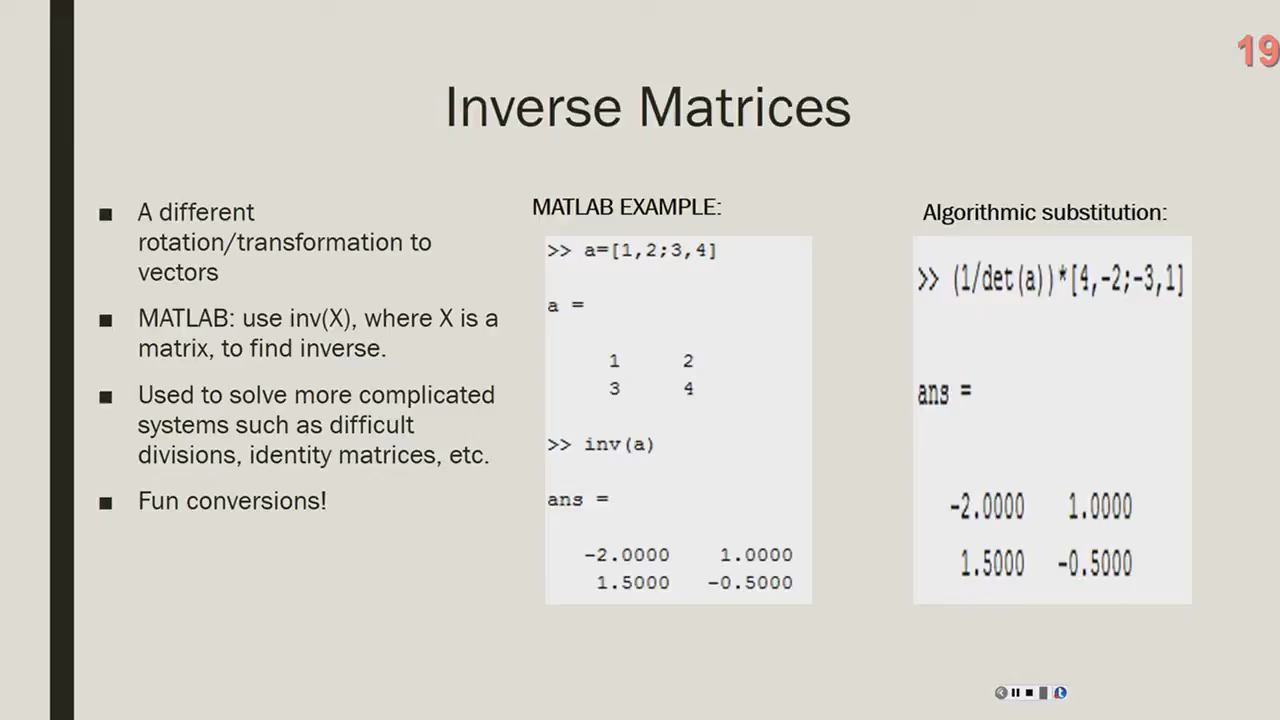 19
Inverse Matrices
■ A different
rotation/transformation to
vectors
■ MATLAB: use inv(X), where X is a
matrix, to find inverse.
■ Used to solve more complicated
systems such as difficult
divisions, identity matrices, etc.
■ Fun conversions!
MATLAB EXAMPLE:
>> a=[1,2;3,4]
a =
1 2
3 4
>> inv(a)
ans =
-2.0000 1.0000
1.5000 -0.5000
Algorithmic substitution:
>> (1/det(a))*[4,-2;-3,1]
ans =
-2.0000 1.0000
1.5000 -0.5000